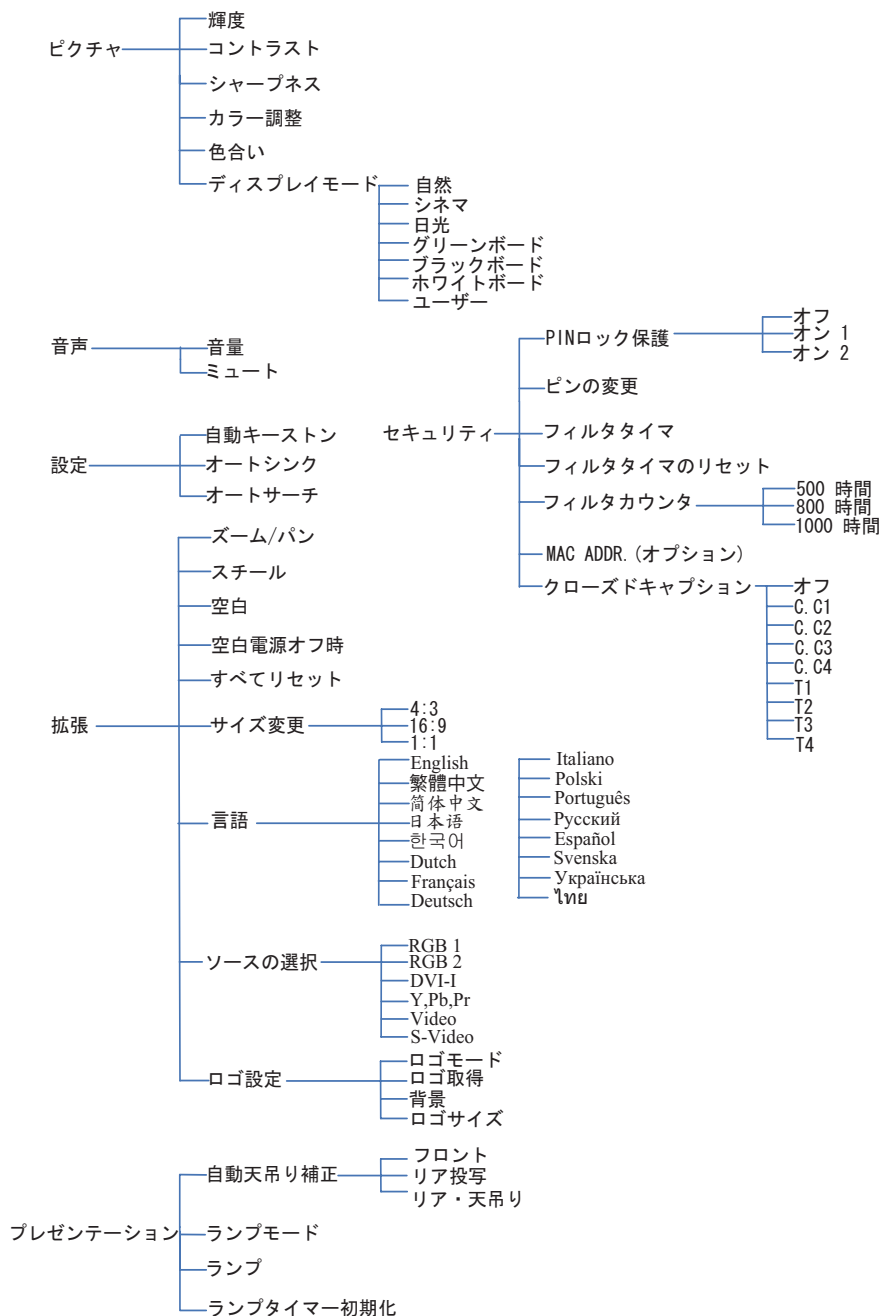 ピクチャ
輝度
コントラスト
シャープネス
カラー調整
色合い
ディスプレイモード
自然
シネマ
日光
グリーンボード
ブラックボード
ホワイトボード
ユーザー
音声
音量
ミュート
設定
自動キーストン
オートシンク
オートサーチ
拡張
ズーム/パン
スチール
空白
空白電源オフ時
すべてリセット
サイズ変更
4:3
16:9
1:1
言語
English
繁體中文
简体中文
日本语
한국어
Dutch
Français
Deutsch
Italiano
Polski
Português
Русский
Español
Svenska
Українська
ไทย
ソースの選択
RGB 1
RGB 2
DVI-I
Y,Pb,Pr
Video
S-Video
ロゴ設定
ロゴモード
ロゴ取得
背景
ロゴサイズ
プレゼンテーション
自動天吊り補正
フロント
リア投写
リア・天吊り
ランプモード
ランプ
ランプタイマー初期化
セキュリティ
PINロック保護
オフ
オン 1
オン 2
ピンの変更
フィルタタイマ
フィルタタイマのリセット
フィルタカウンタ
500 時間
800 時間
1000 時間
MAC ADDR.(オプション)
クローズドキャプション
オフ
C.C1
C.C2
C.C3
C.C4
T1
T2
T3
T4